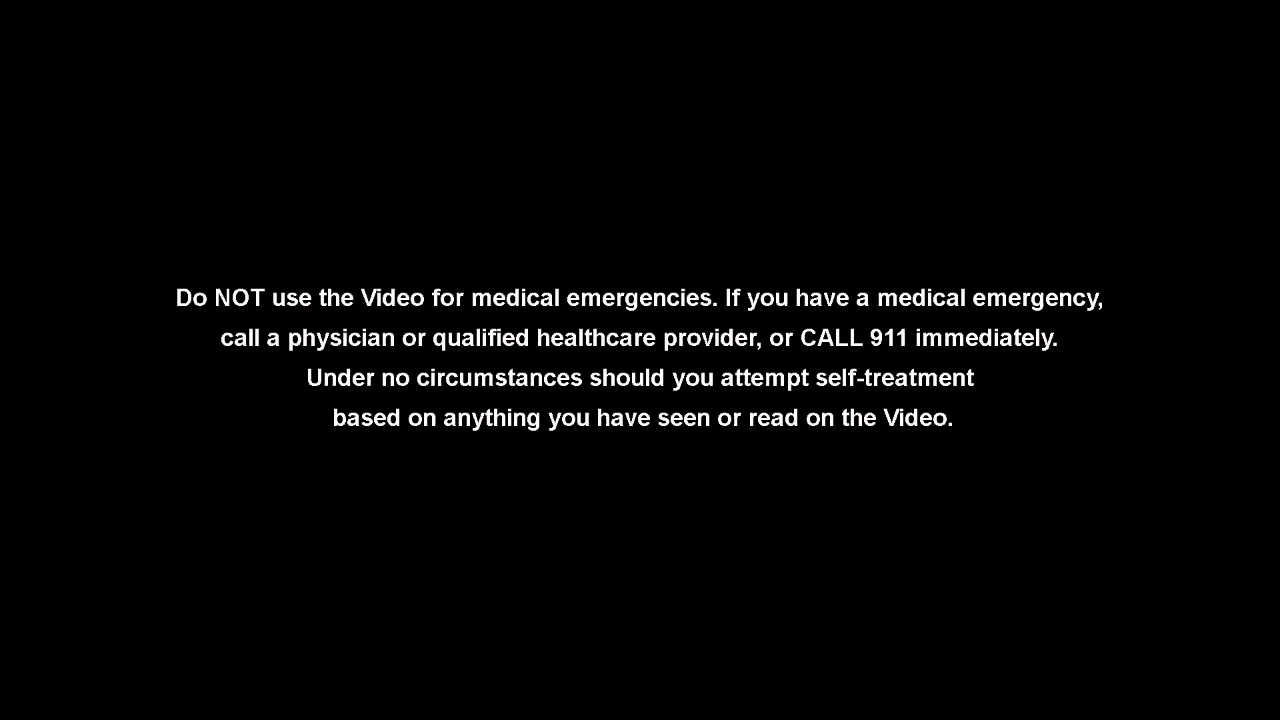 Do NOT use the Video for medical emergencies. If you have a medical emergency,
call a physician or qualified healthcare provider, or CALL 911 immediately.
Under no circumstances should you attempt self-treatment
based on anything you have seen or read on the Video.